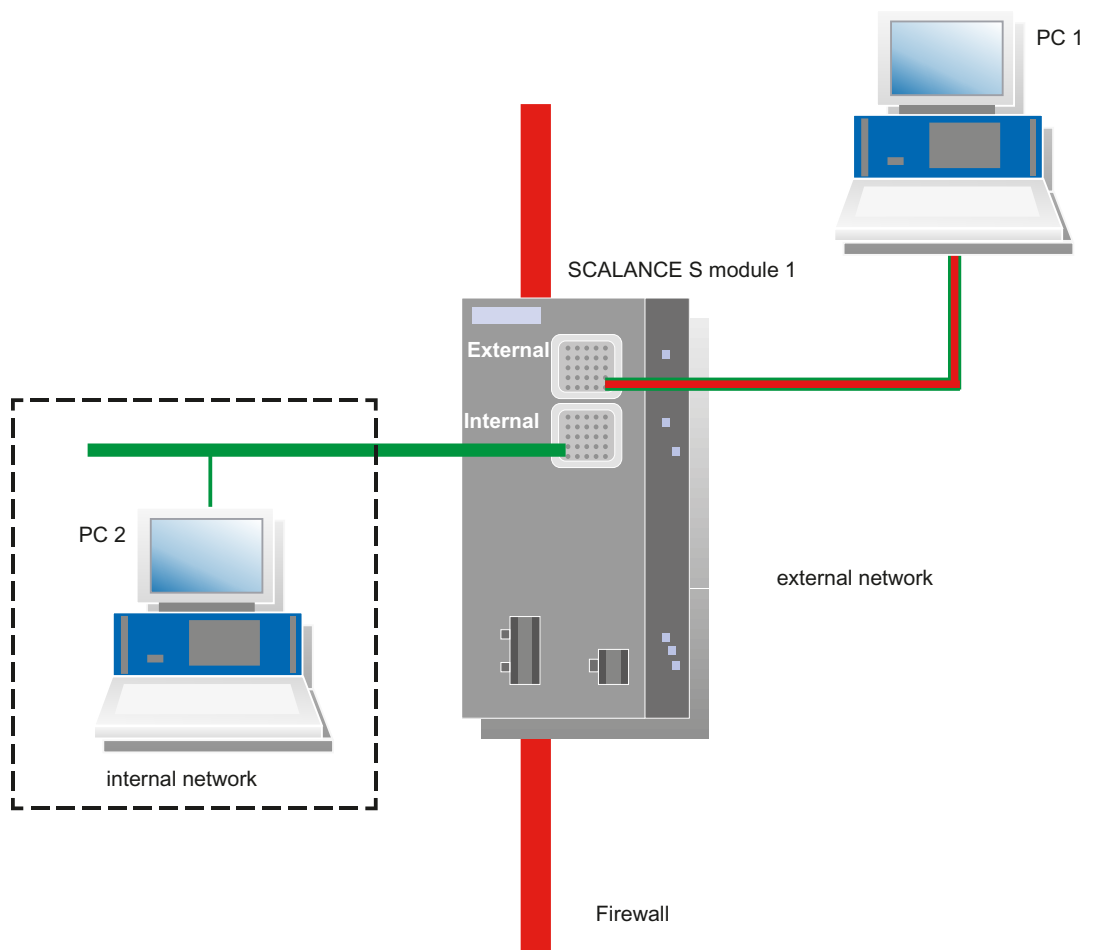 PC 1
SCALANCE S module 1
External
Internal
PC 2
external network
internal network
Firewall